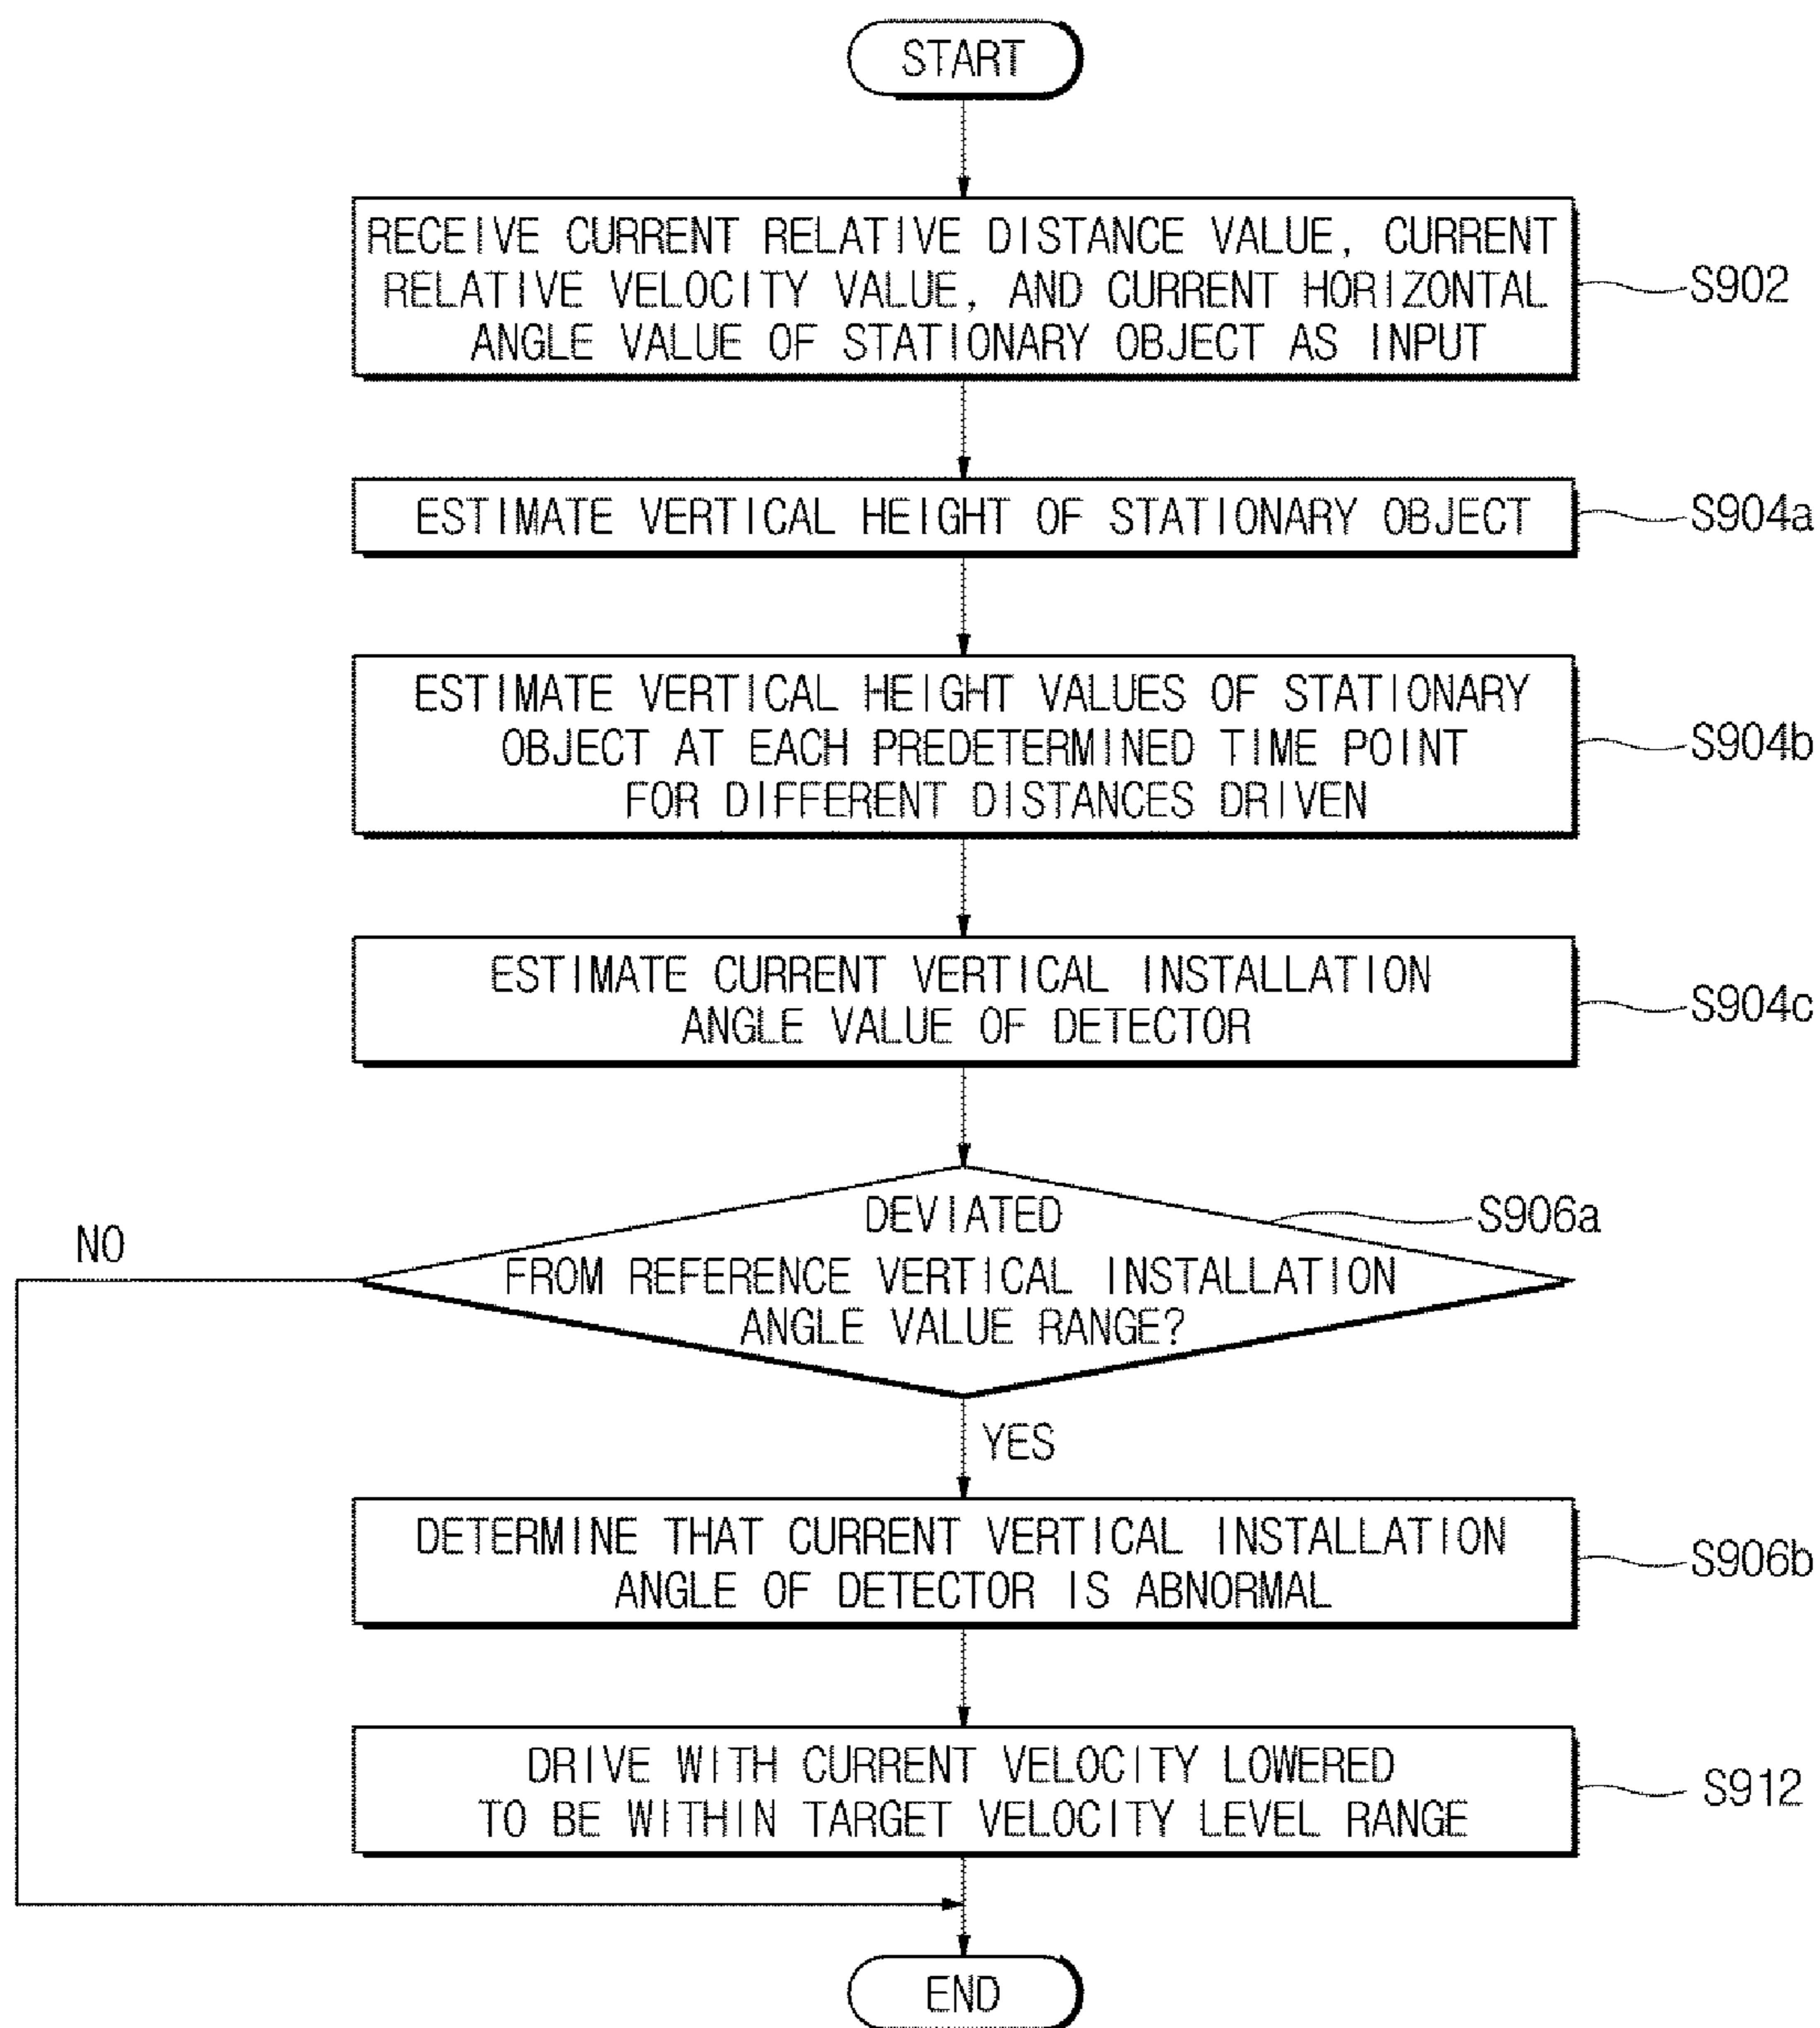 START
RECEIVE CURRENT RELATIVE DISTANCE VALUE, CURRENT
RELATIVE VELOCITY VALUE, AND CURRENT HORIZONTAL
ANGLE VALUE OF STATIONARY OBJECT AS INPUT
S902
ESTIMATE VERTICAL HEIGHT OF STATIONARY OBJECT
S904a
ESTIMATE VERTICAL HEIGHT VALUES OF STATIONARY
OBJECT AT EACH PREDETERMINED TIME POINT
FOR DIFFERENT DISTANCES DRIVEN
S904b
ESTIMATE CURRENT VERTICAL INSTALLATION
ANGLE VALUE OF DETECTOR
S904c
DEVIATED
FROM REFERENCE VERTICAL INSTALLATION
ANGLE VALUE RANGE?
S906a
NO
YES
DETERMINE THAT CURRENT VERTICAL INSTALLATION
ANGLE OF DETECTOR IS ABNORMAL
S906b
DRIVE WITH CURRENT VELOCITY LOWERED
TO BE WITHIN TARGET VELOCITY LEVEL RANGE
S912
END